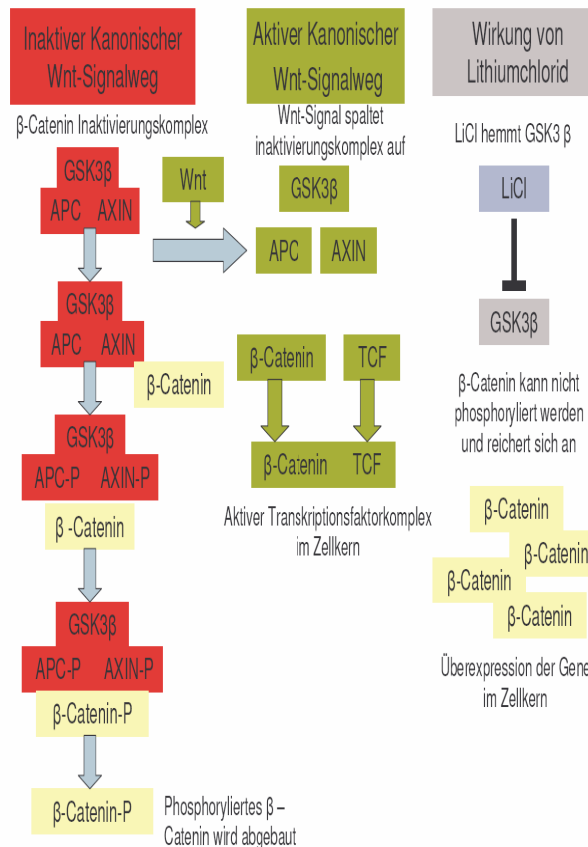 Inaktiver Kanonischer
Wnt-Signalweg
β-Catenin Inaktivierungskomplex
GSK3β
APC AXIN
GSK3β
APC AXIN
β-Catenin
GSK3β
APC-P AXIN-P
β -Catenin
GSK3β
APC-P AXIN-P
β-Catenin-P
β-Catenin-P
Phosphoryliertes β –
Catenin wird abgebaut
Aktiver Kanonischer
Wnt-Signalweg
Wnt-Signal spaltet
inaktivierungskomplex auf
Wnt
GSK3β
APC
AXIN
β-Catenin
TCF
β-Catenin TCF
Aktiver Transkriptionsfaktorkomplex
im Zellkern
Wirkung von
Lithiumchlorid
LiCl hemmt GSK3 β
LiCl
GSK3β
β-Catenin kann nicht
phosphoryliert werden
und reichert sich an
β-Catenin
β-Catenin
β-Catenin
β-Catenin
Überexpression der Gene
im Zellkern